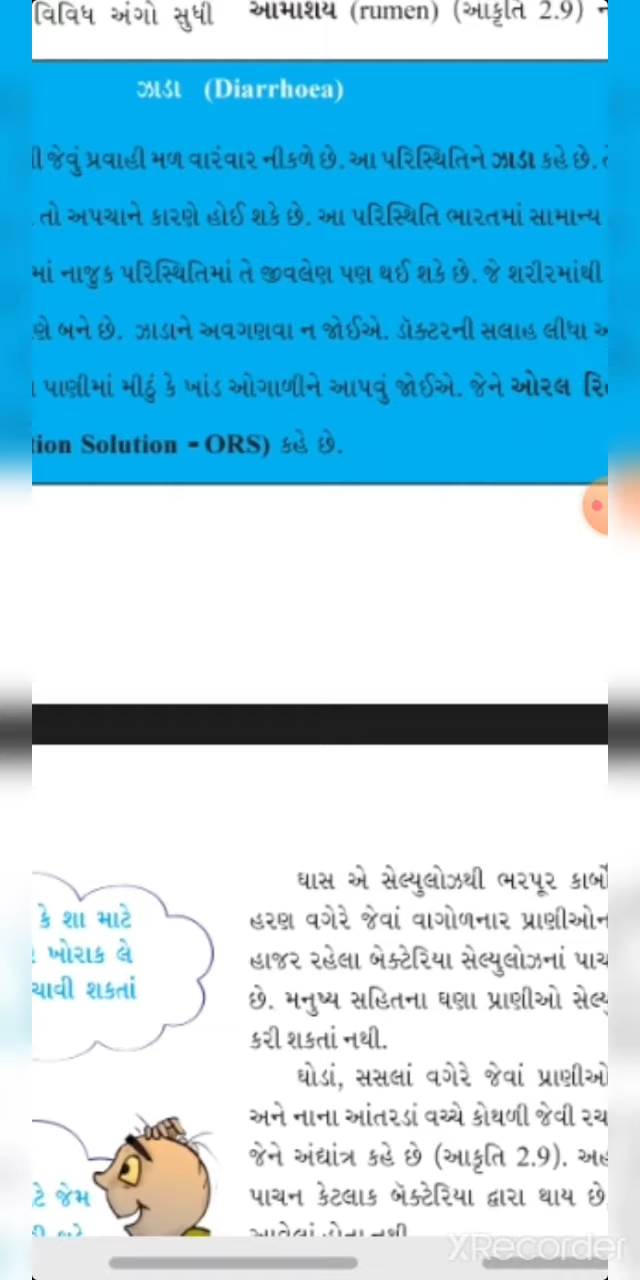 વિવિધ અંગો સુધી આમાશય (rumen) (આકૃતિ 2.9)
ઝાડા (Diarrhoea)
જેવું પ્રવાહી મળ વારંવાર નીકળે છે. આ પરિસ્થિતિને ઝાડા કહે છે.
તો અપચાને કારણે હોઈ શકે છે. આ પરિસ્થિતિ ભારતમાં સામાન્ય
માં નાજુક પરિસ્થિતિમાં તે જીવલેણ પણ થઈ શકે છે. જે શરીરમાંથી
ણે બને છે. ઝાડાને અવગણવા ન જોઈએ. ડૉક્ટરની સલાહ લીધા
પાણીમાં મીઠું કે ખાંડ ઓગાળીને આપવું જોઈએ. જેને ઓરલ
tion Solution - ORS) કહે છે.
કે શા માટે
ખોરાક લે
ચાવી શકતાં
ટે જેમ
ઘાસ એ સેલ્યુલોઝથી ભરપૂર કાર્બો
હરણ વગેરે જેવાં વાગોળનાર પ્રાણીઓન
હાજર રહેલા બેક્ટેરિયા સેલ્યુલોઝનાં પાચ
છે. મનુષ્ય સહિતના ઘણા પ્રાણીઓ સેલ્યુ
કરી શકતાં નથી.
ઘોડાં, સસલાં વગેરે જેવાં પ્રાણીઓ
અને નાના આંતરડાં વચ્ચે કોથળી જેવી રચ
જેને અંધાંત્ર કહે છે (આકૃતિ 2.9). અહ
પાચન કેટલાક બૅક્ટેરિયા દ્વારા થાય છે
XRecorder